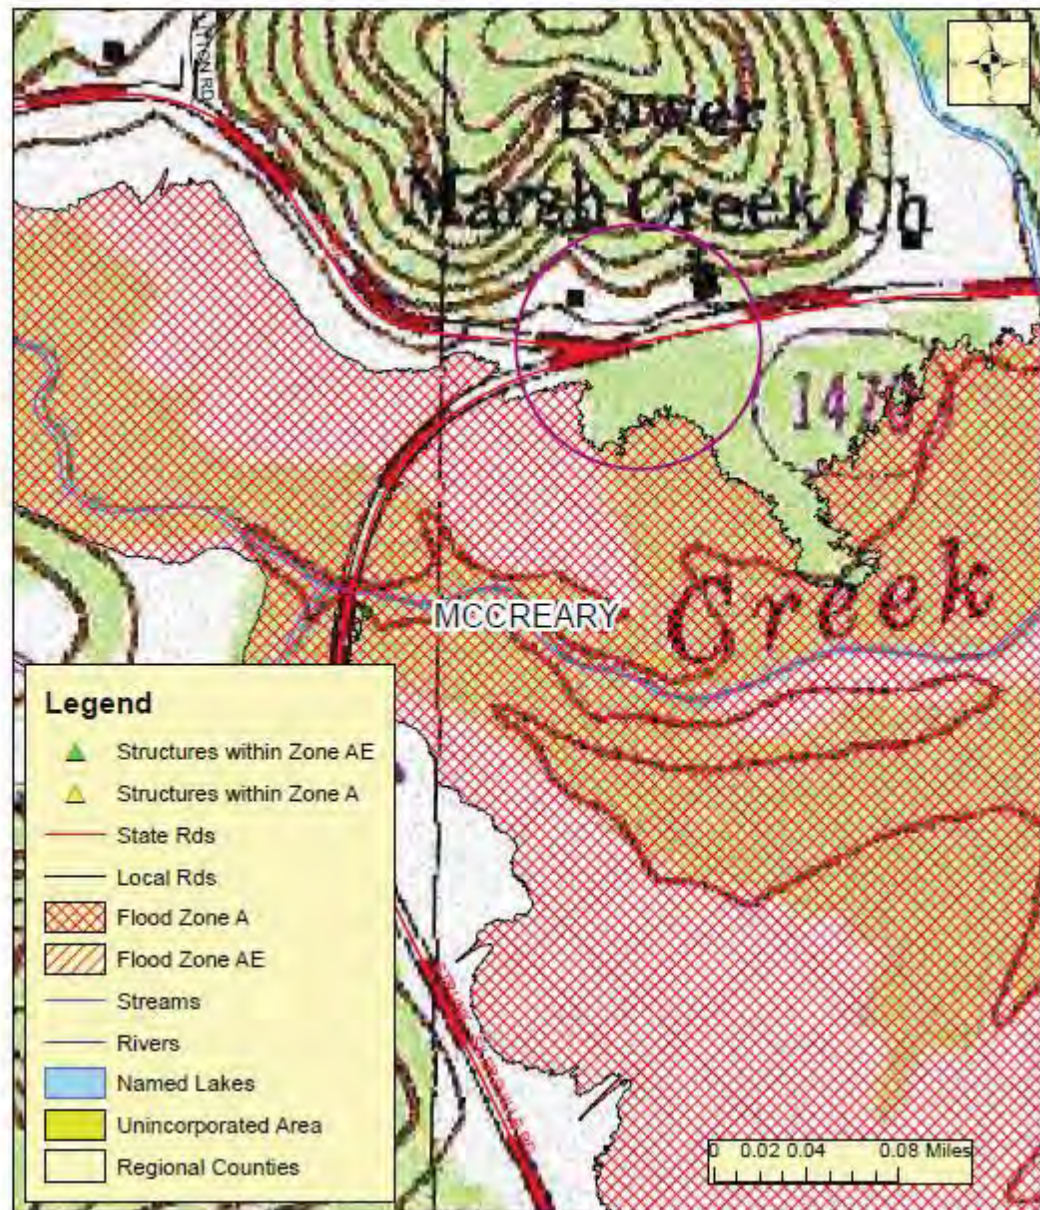 Lower
Marsh Creek Ch
1470
MCCREARY
Creek
Legend
Structures within Zone AE
Structures within Zone A
State Rds
Local Rds
Flood Zone A
Flood Zone AE
Streams
Rivers
Named Lakes
Unincorporated Area
Regional Counties
0 0.02 0.04 0.08 Miles